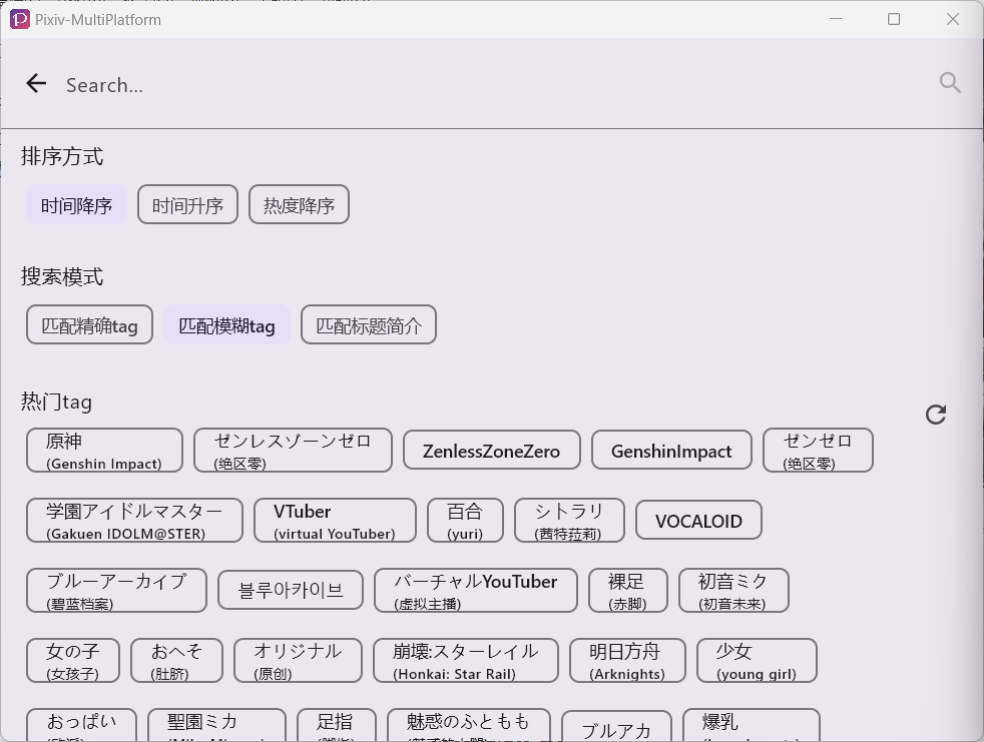 Pixiv-MultiPlatform
Search...
排序方式
时间降序 时间升序 热度降序
搜索模式
匹配精确tag 匹配模糊tag 匹配标题简介
热门tag
原神 ゼンレスゾーンゼロ ZenlessZoneZero GenshinImpact ゼンゼロ
(Genshin Impact) (绝区零) (绝区零)
学園アイドルマスター VTuber 百合 シトラリ VOCALOID
(Gakuen IDOLM@STER) (virtual YouTuber) (yuri) (茜特菈莉)
ブルーアーカイブ 블루아카이브 バーチャルYouTuber 裸足 初音ミク
(碧蓝档案) (虚拟主播) (赤脚) (初音未来)
女の子 おへそ オリジナル 崩壊:スターレイル 明日方舟 少女
(女孩子) (肚脐) (原创) (Honkai: Star Rail) (Arknights) (young girl)
おっぱい 聖園ミカ 足指 魅惑のふともも ブルアカ 爆乳